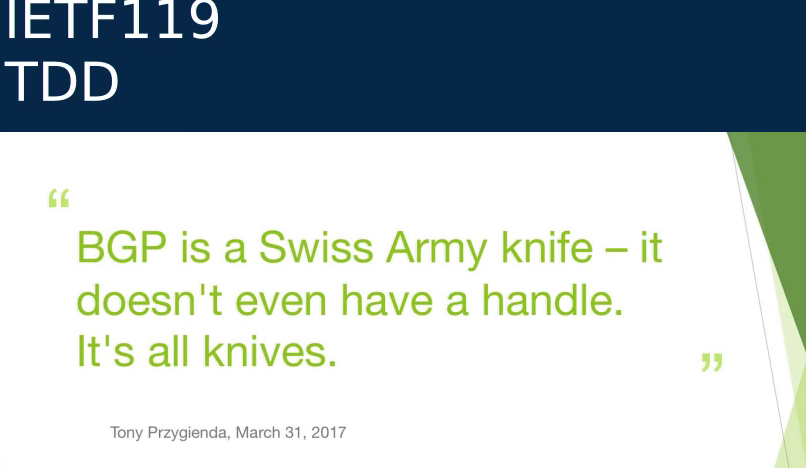 IETF119
TDD
“
BGP is a Swiss Army knife – it
doesn't even have a handle.
It's all knives.
”
Tony Przygienda, March 31, 2017